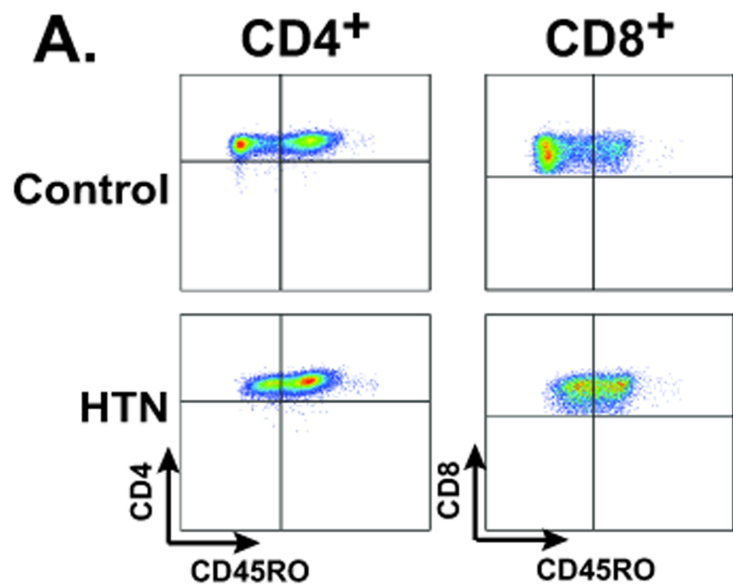 A.
CD4+
CD8+
Control
HTN
CD4
CD45RO
CD8
CD45RO